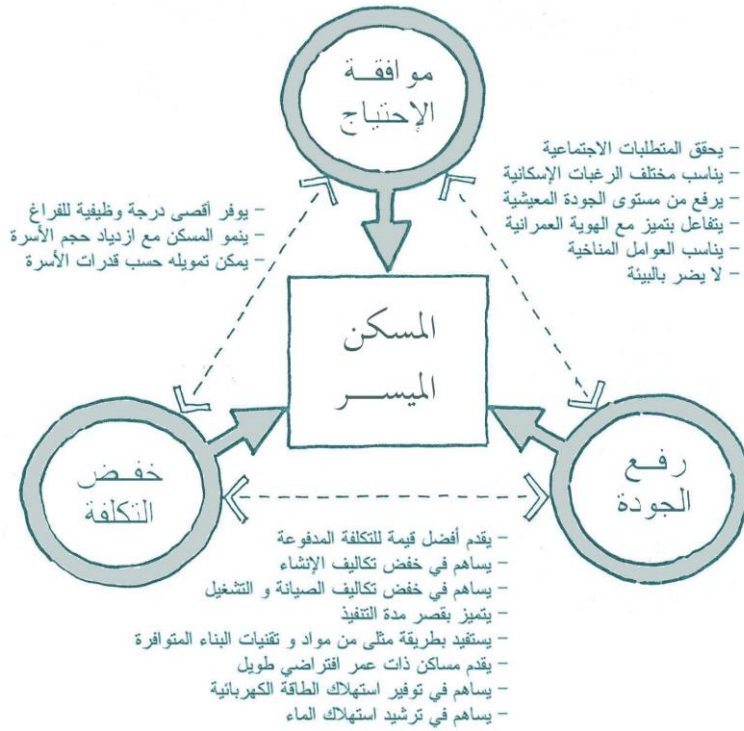 موافقة
الإحتياج
- يحقق المتطلبات الاجتماعية
- يناسب مختلف الرغبات الإسكانية
- يرفع من مستوى الجودة المعيشية
- يتفاعل بتميز مع الهوية العمرانية
- يناسب العوامل المناخية
- لا يضر بالبيئة
- يوفر أقصى درجة وظيفية للفراغ
- ينمو المسكن مع ازدياد حجم الأسرة
- يمكن تمويله حسب قدرات الأسرة
المسكن
الميسر
رفع
الجودة
خفض
التكلفة
- يقدم أفضل قيمة للتكلفة المدفوعة
- يساهم في خفض تكاليف الإنشاء
- يساهم في خفض تكاليف الصيانة و التشغيل
- يتميز بقصر مدة التنفيذ
- يستفيد بطريقة مثلى من مواد و تقنيات البناء المتوافرة
- يقدم مساكن ذات عمر افتراضي طويل
- يساهم في توفير استهلاك الطاقة الكهربائية
- يساهم في ترشيد استهلاك الماء